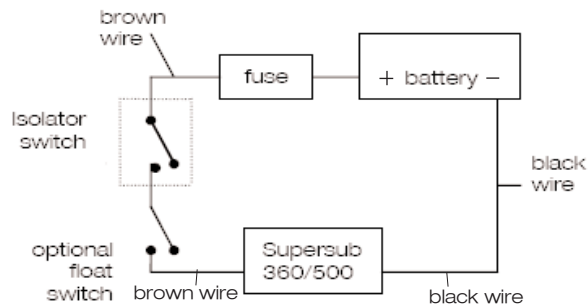 brown
wire
fuse
+ battery −
Isolator
switch
black
wire
optional
float
switch
brown wire
Supersub
360/500
black wire